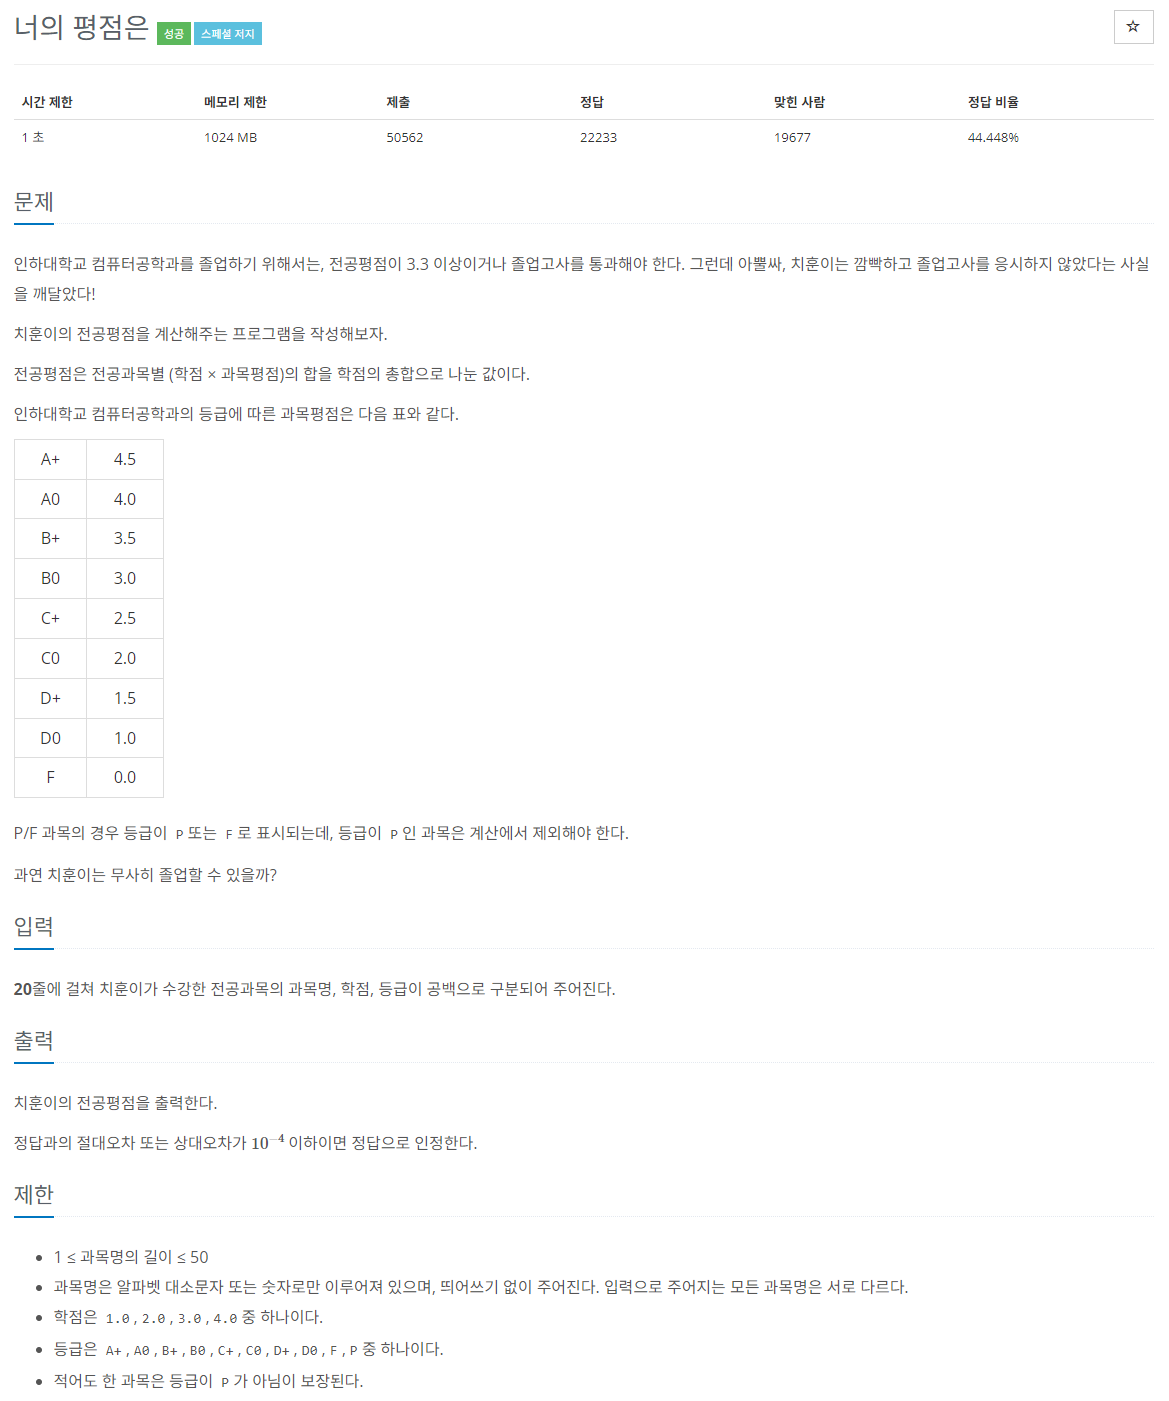 너의 평점은 성공 스페셜 저지
☆
시간 제한 메모리 제한 제출 정답 맞힌 사람 정답 비율
1 초 1024 MB 50562 22233 19677 44.448%
문제
인하대학교 컴퓨터공학과를 졸업하기 위해서는, 전공평점이 3.3 이상이거나 졸업고사를 통과해야 한다. 그런데 아뿔싸, 치훈이는 깜빡하고 졸업고사를 응시하지 않았다는 사실
을 깨달았다!
치훈이의 전공평점을 계산해주는 프로그램을 작성해보자.
전공평점은 전공과목별 (학점 × 과목평점)의 합을 학점의 총합으로 나눈 값이다.
인하대학교 컴퓨터공학과의 등급에 따른 과목평점은 다음 표와 같다.
A+ 4.5
A0 4.0
B+ 3.5
B0 3.0
C+ 2.5
C0 2.0
D+ 1.5
D0 1.0
F 0.0
P/F 과목의 경우 등급이 P 또는 F 로 표시되는데, 등급이 P 인 과목은 계산에서 제외해야 한다.
과연 치훈이는 무사히 졸업할 수 있을까?
입력
20줄에 걸쳐 치훈이가 수강한 전공과목의 과목명, 학점, 등급이 공백으로 구분되어 주어진다.
출력
치훈이의 전공평점을 출력한다.
정답과의 절대오차 또는 상대오차가 10⁻⁴ 이하이면 정답으로 인정한다.
제한
• 1 ≤ 과목명의 길이 ≤ 50
• 과목명은 알파벳 대소문자 또는 숫자로만 이루어져 있으며, 띄어쓰기 없이 주어진다. 입력으로 주어지는 모든 과목명은 서로 다르다.
• 학점은 1.0 , 2.0 , 3.0 , 4.0 중 하나이다.
• 등급은 A+ , A0 , B+ , B0 , C+ , C0 , D+ , D0 , F , P 중 하나이다.
• 적어도 한 과목은 등급이 P 가 아님이 보장된다.